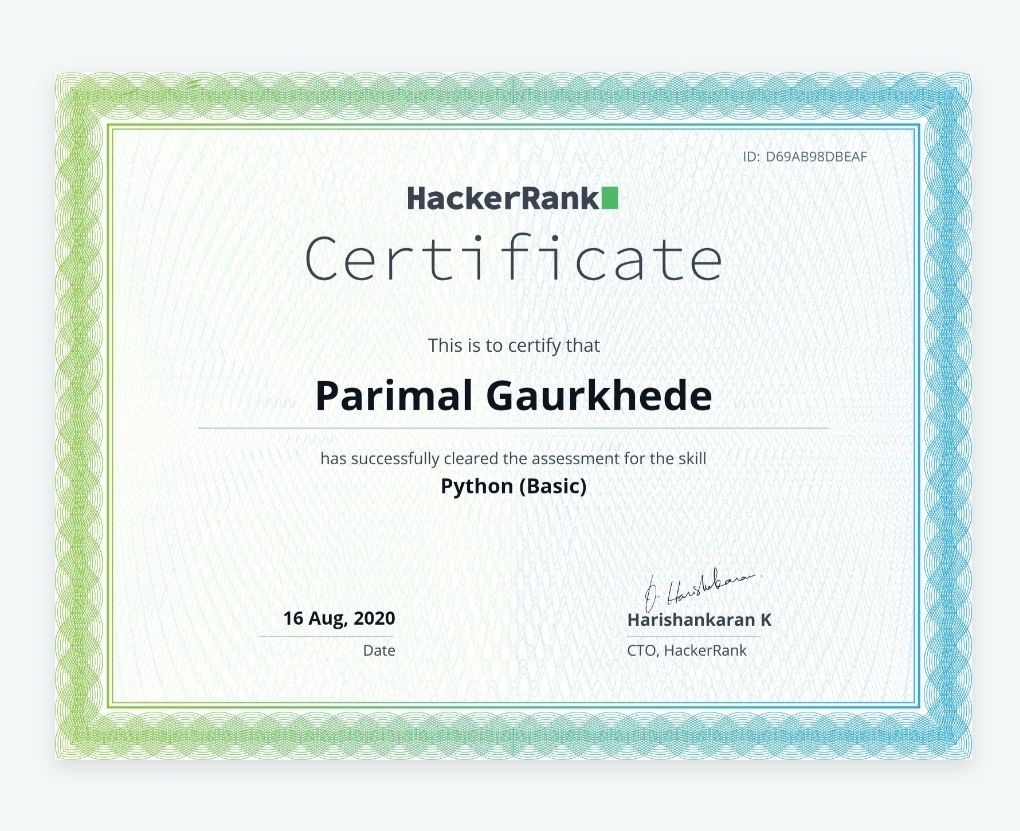 ID: D69AB98DBEAF
HackerRank
Certificate
This is to certify that
Parimal Gaurkhede
has successfully cleared the assessment for the skill
Python (Basic)
16 Aug, 2020
Date
Harishankaran K
CTO, HackerRank